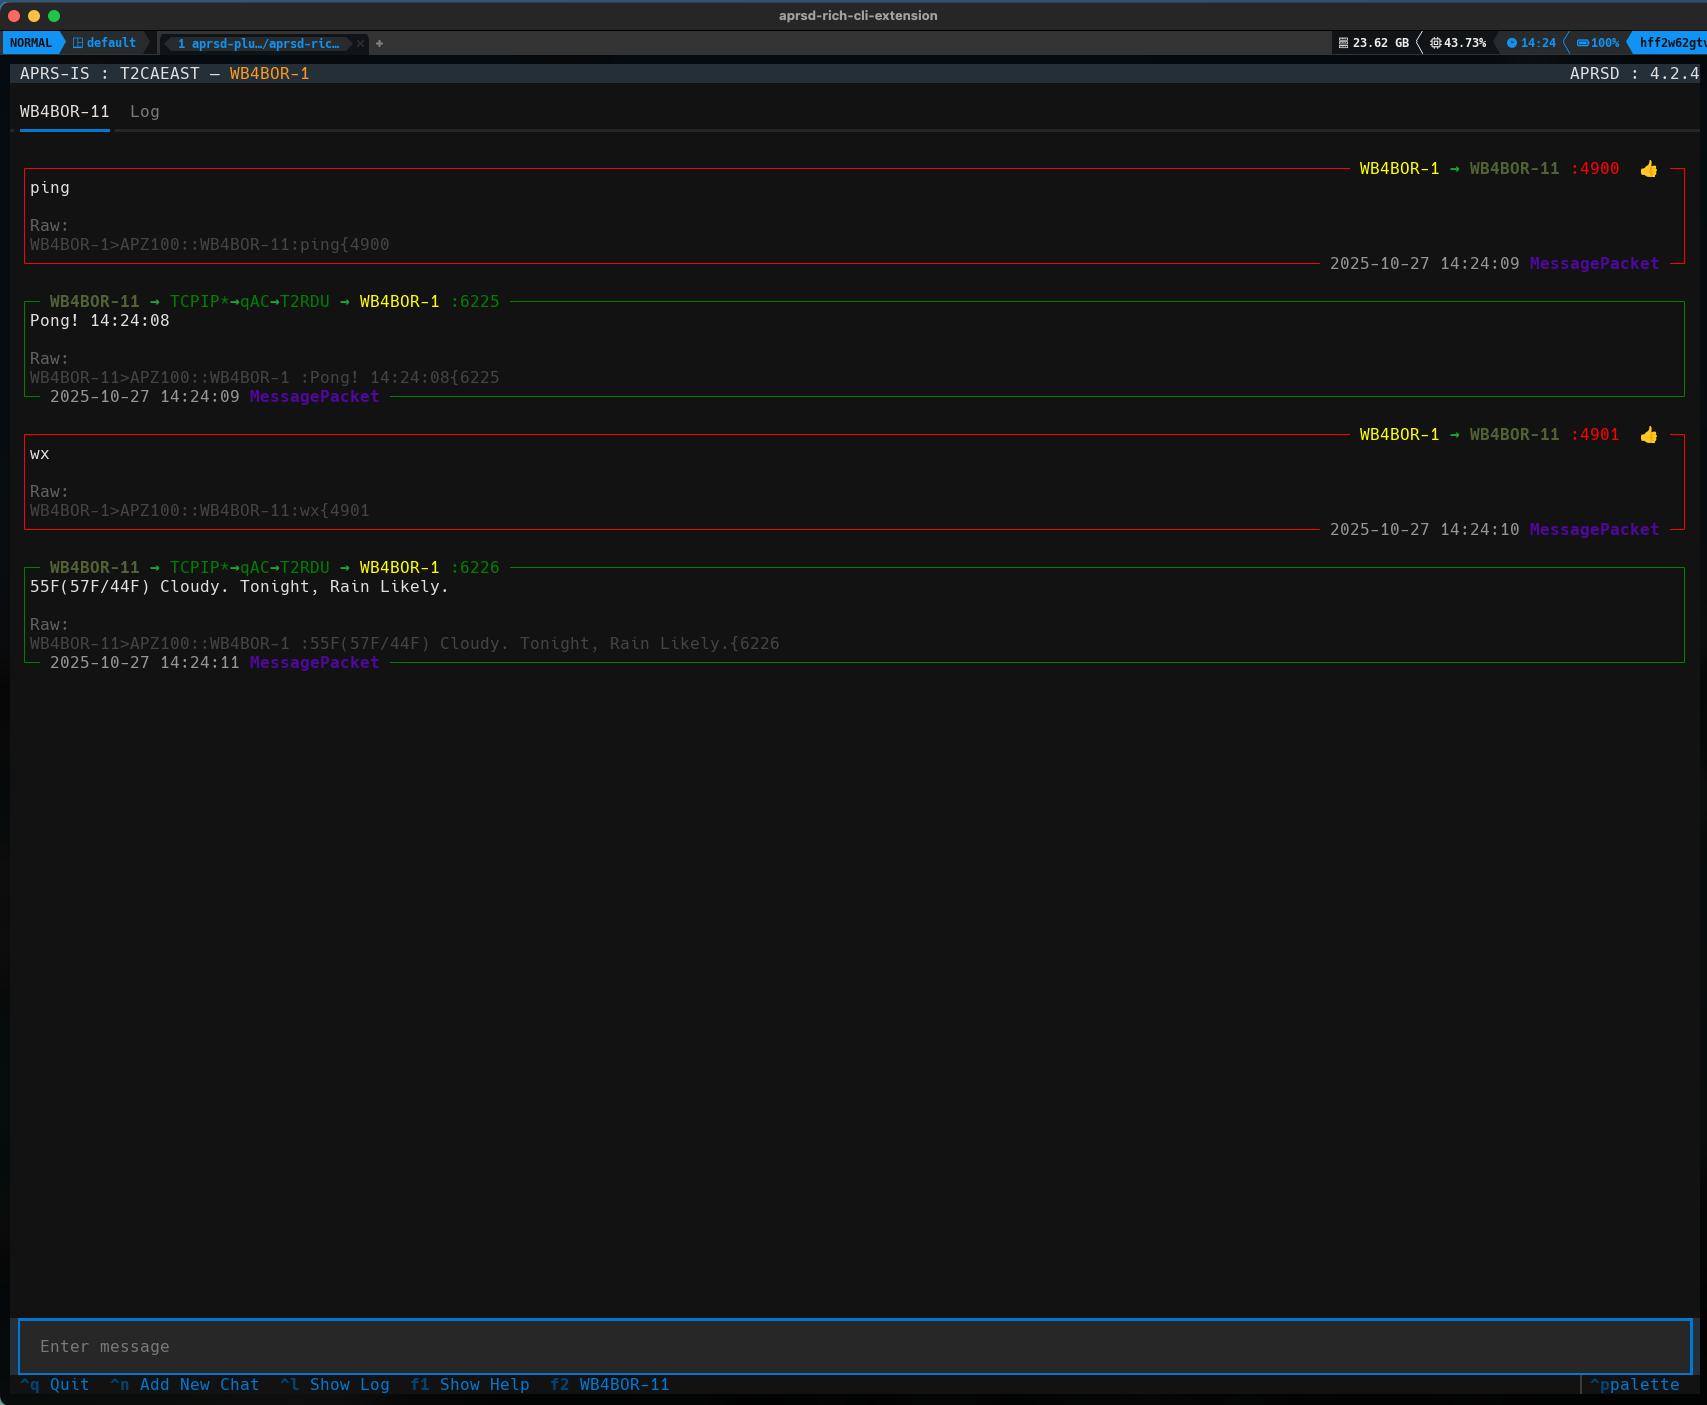 aprsd-rich-cli-extension
NORMAL default 1 aprsd-plu…/aprsd-ric… × + 23.62 GB 43.73% 14:24 100%
APRS-IS : T2CAEAST — WB4BOR-1 APRSD : 4.2.4
WB4BOR-11 Log
WB4BOR-1 → WB4BOR-11 :4900 👍
ping
Raw:
WB4BOR-1>APZ100::WB4BOR-11:ping{4900
2025-10-27 14:24:09 MessagePacket
WB4BOR-11 → TCPIP*→qAC→T2RDU → WB4BOR-1 :6225
Pong! 14:24:08
Raw:
WB4BOR-11>APZ100::WB4BOR-1 :Pong! 14:24:08{6225
2025-10-27 14:24:09 MessagePacket
WB4BOR-1 → WB4BOR-11 :4901 👍
wx
Raw:
WB4BOR-1>APZ100::WB4BOR-11:wx{4901
2025-10-27 14:24:10 MessagePacket
WB4BOR-11 → TCPIP*→qAC→T2RDU → WB4BOR-1 :6226
55F(57F/44F) Cloudy. Tonight, Rain Likely.
Raw:
WB4BOR-11>APZ100::WB4BOR-1 :55F(57F/44F) Cloudy. Tonight, Rain Likely.{6226
2025-10-27 14:24:11 MessagePacket
Enter message
^q Quit ^n Add New Chat ^l Show Log f1 Show Help f2 WB4BOR-11 ^ppalette